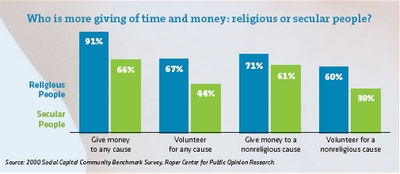 Who is more giving of time and money: religious or secular people?
91%
66%
67%
44%
71%
61%
60%
39%
Religious
People
Secular
People
Give money
to any cause
Volunteer
for any cause
Give money to a
nonreligious cause
Volunteer for a
nonreligious cause
Source: 2000 Social Capital Community Benchmark Survey, Roper Center for Public Opinion Research.